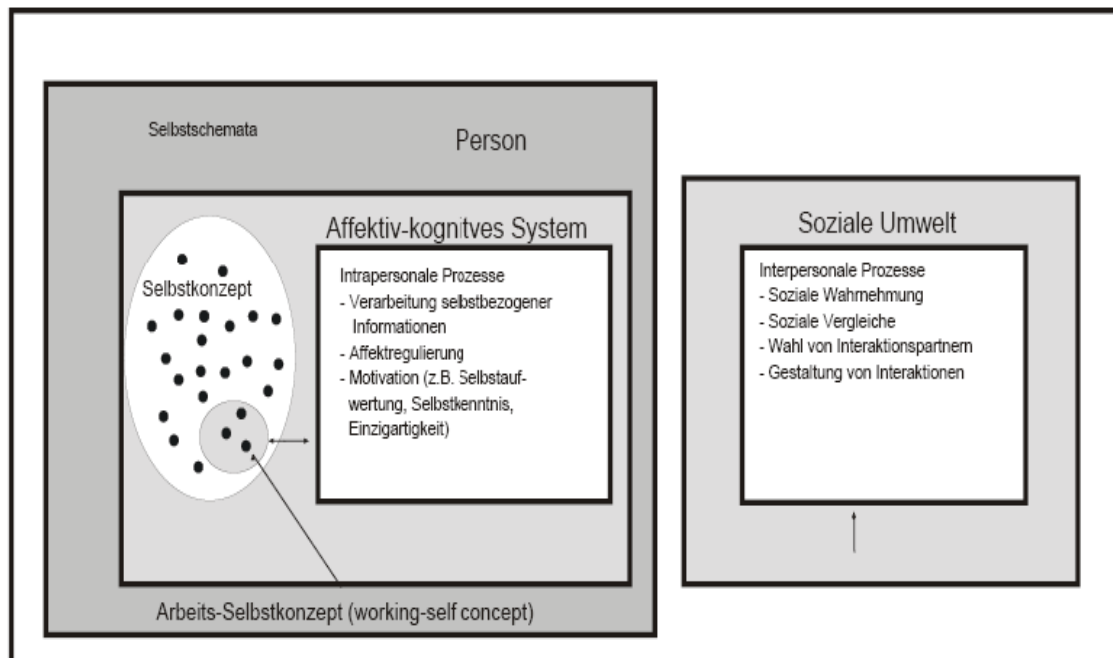 Selbstschemata
Person
Affektiv-kognitves System
Selbstkonzept
Intrapersonale Prozesse
- Verarbeitung selbstbezogener
Informationen
- Affektregulierung
- Motivation (z.B. Selbstauf-
wertung, Selbstkenntnis,
Einzigartigkeit)
Arbeits-Selbstkonzept (working-self concept)
Soziale Umwelt
Interpersonale Prozesse
- Soziale Wahrnehmung
- Soziale Vergleiche
- Wahl von Interaktionspartnern
- Gestaltung von Interaktionen